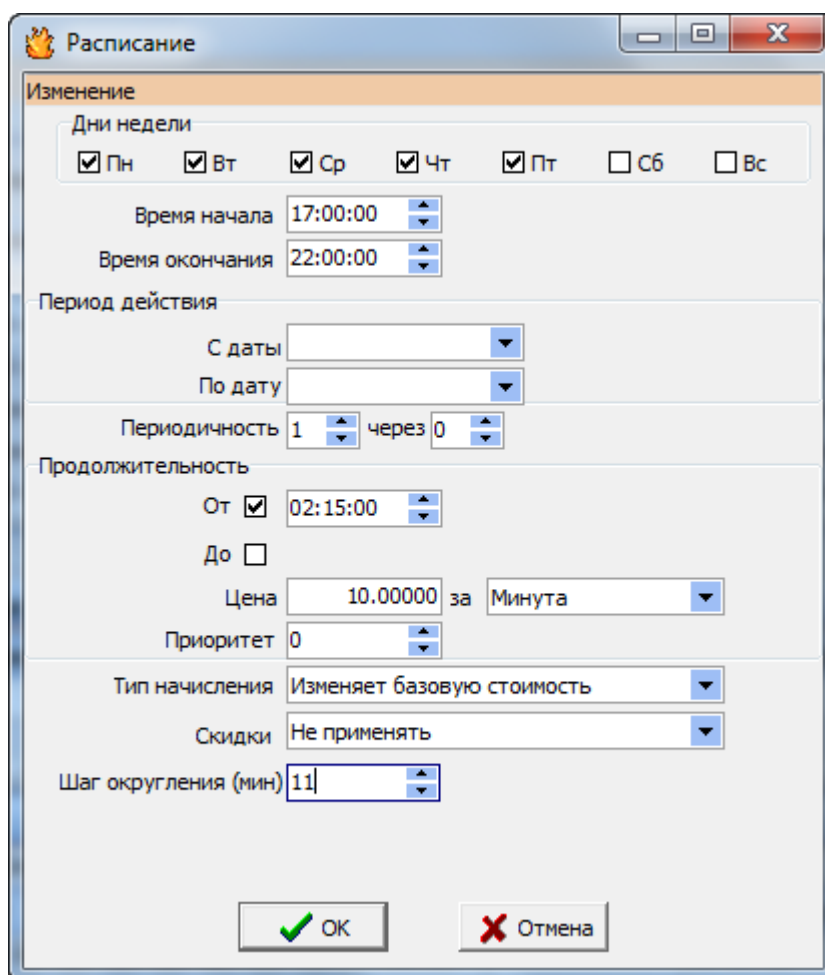 Расписание
Изменение
Дни недели
Пн Вт Ср Чт Пт Сб Вс
Время начала 17:00:00
Время окончания 22:00:00
Период действия
С даты
По дату
Периодичность 1 через 0
Продолжительность
От 02:15:00
До
Цена 10.00000 за Минута
Приоритет 0
Тип начисления Изменяет базовую стоимость
Скидки Не применять
Шаг округления (мин) 11
OK Отмена